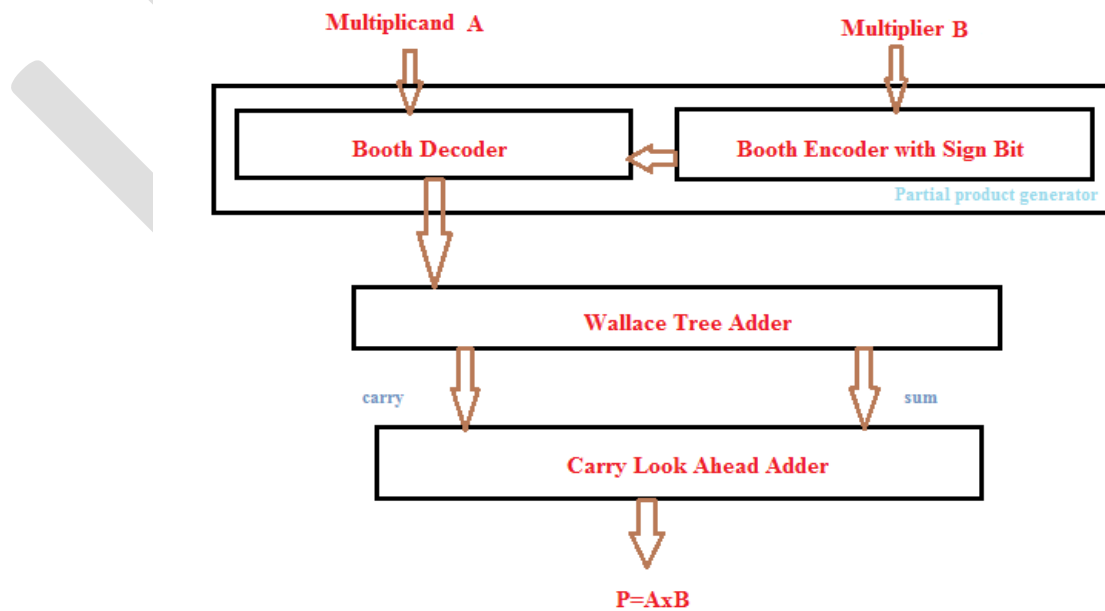 Multiplicand A
Multiplier B
Booth Decoder
Booth Encoder with Sign Bit
Partial product generator
Wallace Tree Adder
carry
sum
Carry Look Ahead Adder
P=AxB